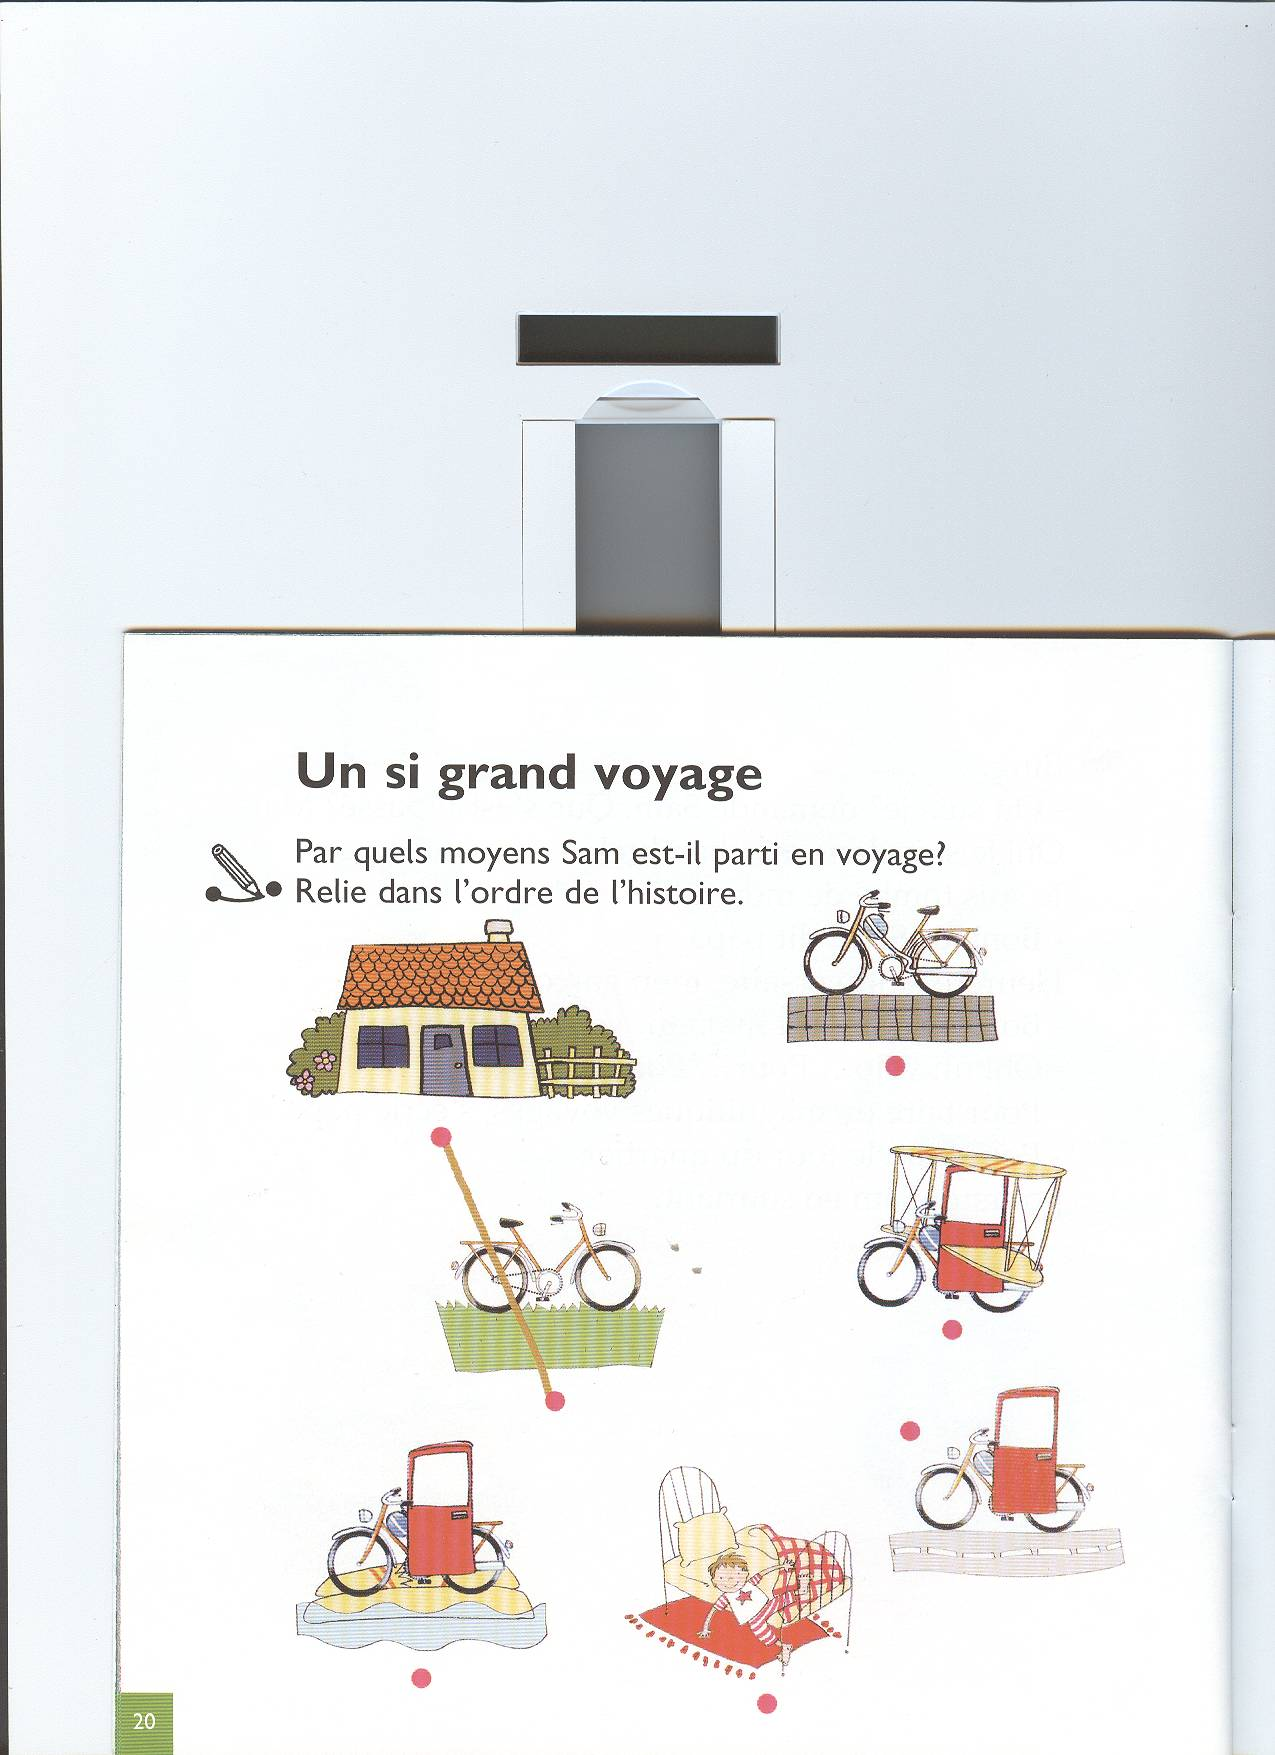 Un si grand voyage
Par quels moyens Sam est-il parti en voyage?
Relie dans l'ordre de l'histoire.
20